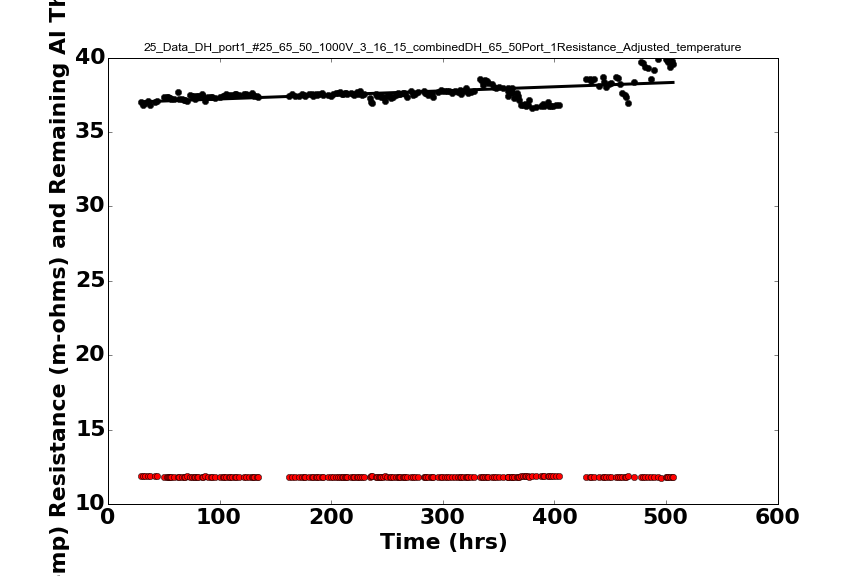 25_Data_DH_port1_#25_65_50_1000V_3_16_15_combinedDH_65_50Port_1Resistance_Adjusted_temperature
mp) Resistance (m-ohms) and Remaining Al Th
40
35
30
25
20
15
10
0 100 200 300 400 500 600
Time (hrs)